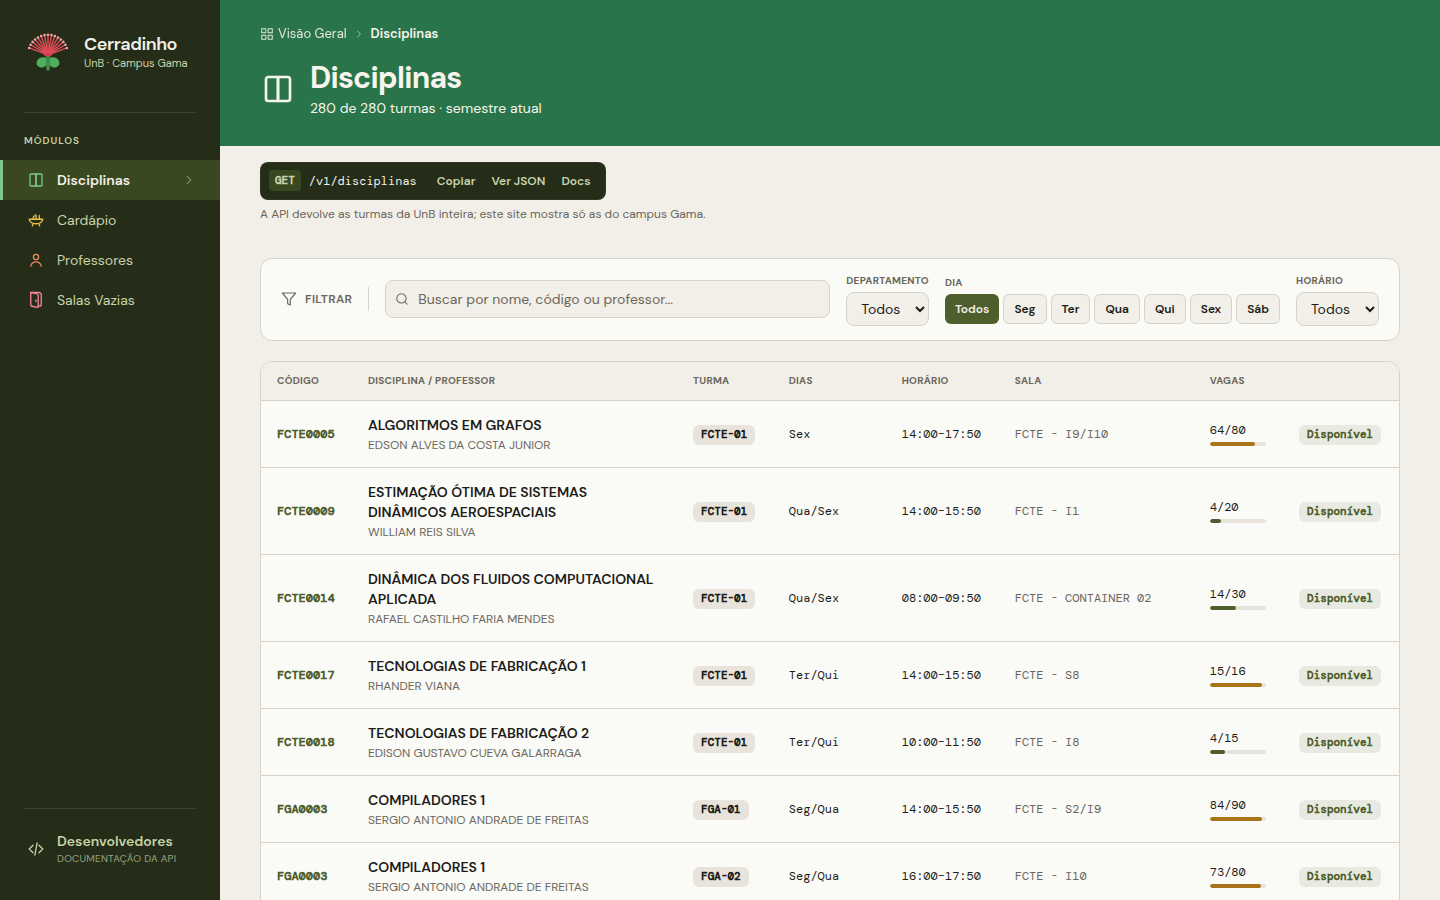 Cerradinho
UnB · Campus Gama
MÓDULOS
Disciplinas
Cardápio
Professores
Salas Vazias
Desenvolvedores
DOCUMENTAÇÃO DA API
Visão Geral > Disciplinas
Disciplinas
280 de 280 turmas · semestre atual
GET /v1/disciplinas Copiar Ver JSON Docs
A API devolve as turmas da UnB inteira; este site mostra só as do campus Gama.
FILTRAR
Buscar por nome, código ou professor...
DEPARTAMENTO
Todos
DIA
Todos Seg Ter Qua Qui Sex Sáb
HORÁRIO
Todos
CÓDIGO DISCIPLINA / PROFESSOR TURMA DIAS HORÁRIO SALA VAGAS
FCTE0005 ALGORITMOS EM GRAFOS FCTE-01 Sex 14:00-17:50 FCTE - I9/I10 64/80 Disponível
EDSON ALVES DA COSTA JUNIOR
FCTE0009 ESTIMAÇÃO ÓTIMA DE SISTEMAS FCTE-01 Qua/Sex 14:00-15:50 FCTE - I1 4/20 Disponível
DINÂMICOS AEROESPACIAIS
WILLIAM REIS SILVA
FCTE0014 DINÂMICA DOS FLUIDOS COMPUTACIONAL FCTE-01 Qua/Sex 08:00-09:50 FCTE - CONTAINER 02 14/30 Disponível
APLICADA
RAFAEL CASTILHO FARIA MENDES
FCTE0017 TECNOLOGIAS DE FABRICAÇÃO 1 FCTE-01 Ter/Qui 14:00-15:50 FCTE - S8 15/16 Disponível
RHANDER VIANA
FCTE0018 TECNOLOGIAS DE FABRICAÇÃO 2 FCTE-01 Ter/Qui 10:00-11:50 FCTE - I8 4/15 Disponível
EDISON GUSTAVO CUEVA GALARRAGA
FGA0003 COMPILADORES 1 FGA-01 Seg/Qua 14:00-15:50 FCTE - S2/I9 84/90 Disponível
SERGIO ANTONIO ANDRADE DE FREITAS
FGA0003 COMPILADORES 1 FGA-02 Seg/Qua 16:00-17:50 FCTE - I10 73/80 Disponível
SERGIO ANTONIO ANDRADE DE FREITAS